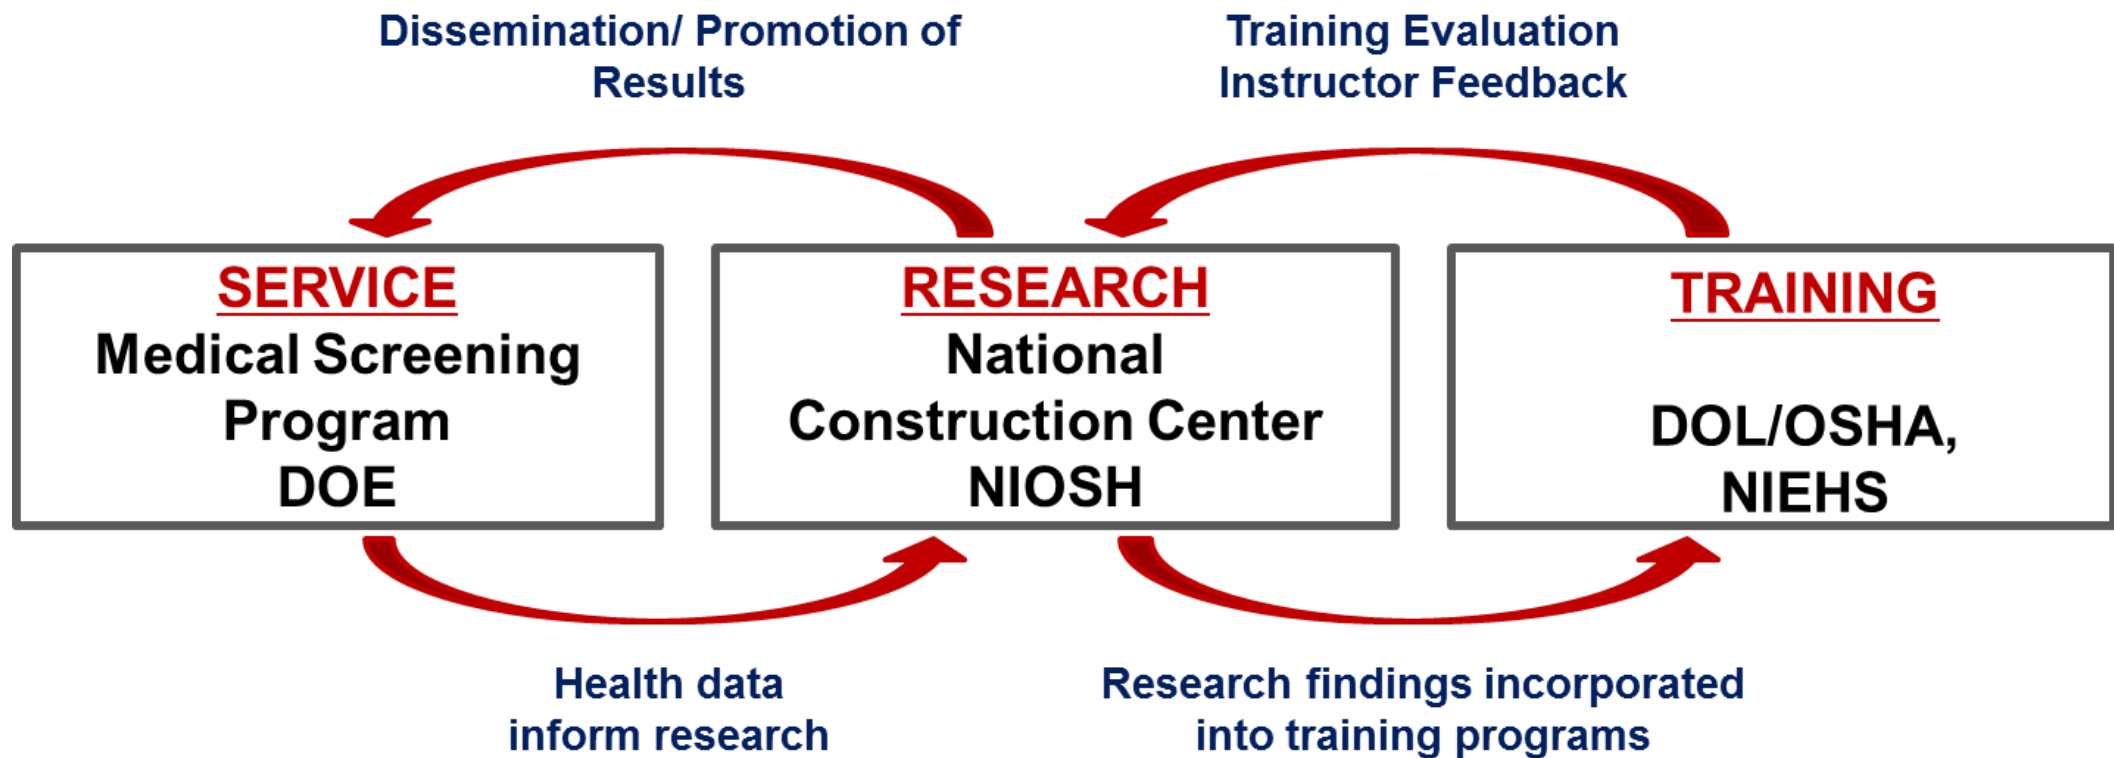 Dissemination/ Promotion of
Results
Training Evaluation
Instructor Feedback
SERVICE
Medical Screening
Program
DOE
RESEARCH
National
Construction Center
NIOSH
TRAINING
DOL/OSHA,
NIEHS
Health data
inform research
Research findings incorporated
into training programs